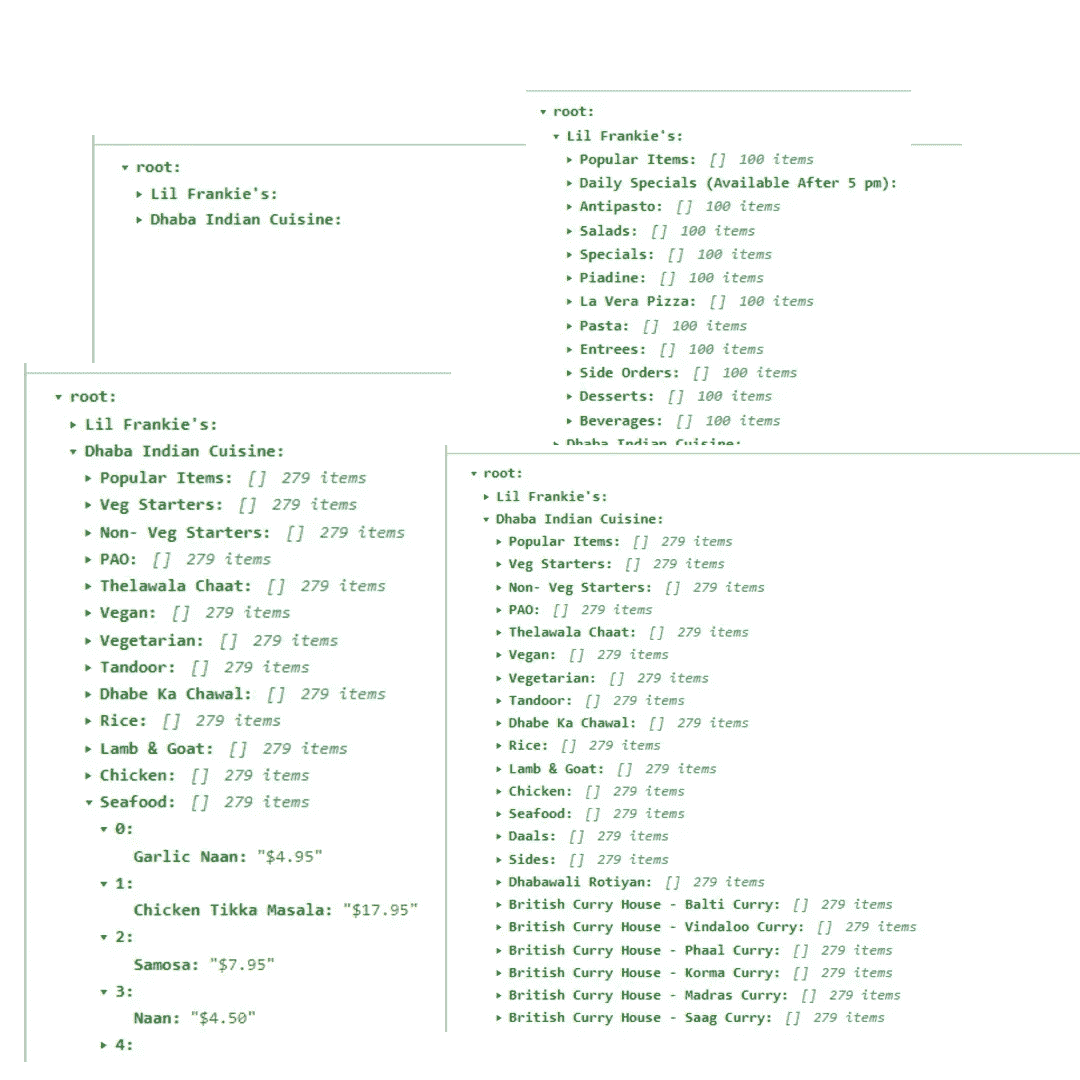 root:
Lil Frankie's:
Dhaba Indian Cuisine:
root:
Lil Frankie's:
Popular Items: [] 100 items
Daily Specials (Available After 5 pm):
Antipasto: [] 100 items
Salads: [] 100 items
Specials: [] 100 items
Piadine: [] 100 items
La Vera Pizza: [] 100 items
Pasta: [] 100 items
Entrees: [] 100 items
Side Orders: [] 100 items
Desserts: [] 100 items
Beverages: [] 100 items
Dhaba Indian Cuisine:
root:
Lil Frankie's:
Dhaba Indian Cuisine:
Popular Items: [] 279 items
Veg Starters: [] 279 items
Non- Veg Starters: [] 279 items
PAO: [] 279 items
Thelawala Chaat: [] 279 items
Vegan: [] 279 items
Vegetarian: [] 279 items
Tandoor: [] 279 items
Dhabe Ka Chawal: [] 279 items
Rice: [] 279 items
Lamb & Goat: [] 279 items
Chicken: [] 279 items
Seafood: [] 279 items
0:
Garlic Naan: "$4.95"
1:
Chicken Tikka Masala: "$17.95"
2:
Samosa: "$7.95"
3:
Naan: "$4.50"
4:
root:
Lil Frankie's:
Dhaba Indian Cuisine:
Popular Items: [] 279 items
Veg Starters: [] 279 items
Non- Veg Starters: [] 279 items
PAO: [] 279 items
Thelawala Chaat: [] 279 items
Vegan: [] 279 items
Vegetarian: [] 279 items
Tandoor: [] 279 items
Dhabe Ka Chawal: [] 279 items
Rice: [] 279 items
Lamb & Goat: [] 279 items
Chicken: [] 279 items
Seafood: [] 279 items
Daals: [] 279 items
Sides: [] 279 items
Dhabawali Rotiyan: [] 279 items
British Curry House - Balti Curry: [] 279 items
British Curry House - Vindaloo Curry: [] 279 items
British Curry House - Phaal Curry: [] 279 items
British Curry House - Korma Curry: [] 279 items
British Curry House - Madras Curry: [] 279 items
British Curry House - Saag Curry: [] 279 items